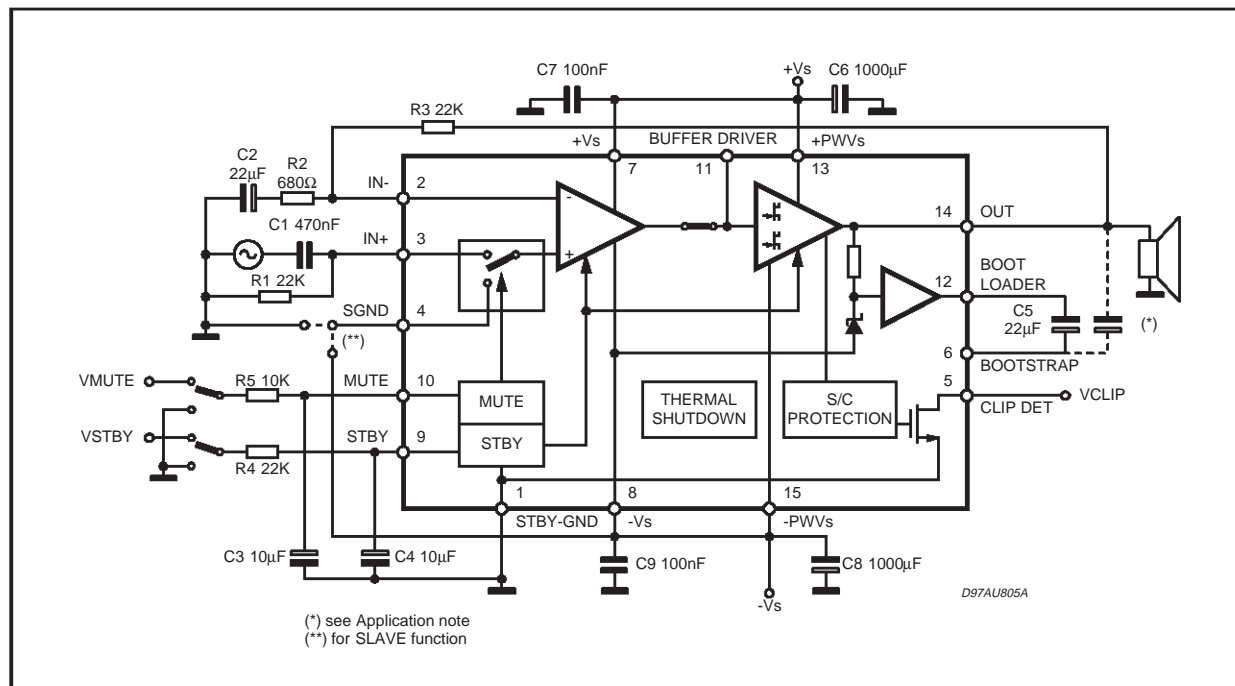 C7 100nF
+Vs
C6 1000µF
R3 22K
+Vs
BUFFER DRIVER
+PWVs
C2
22µF
R2
680Ω
7
11
13
IN-
2
-
C1 470nF
IN+
3
+
14
OUT
R1 22K
12
BOOT
LOADER
SGND
4
(**)
C5
22µF
(*)
6
BOOTSTRAP
VMUTE
R5 10K
MUTE
10
MUTE
THERMAL
SHUTDOWN
S/C
PROTECTION
5
CLIP DET
VCLIP
VSTBY
STBY
9
STBY
R4 22K
1
8
15
STBY-GND
-Vs
-PWVs
C3 10µF
C4 10µF
C9 100nF
C8 1000µF
-Vs
D97AU805A
(*) see Application note
(**) for SLAVE function